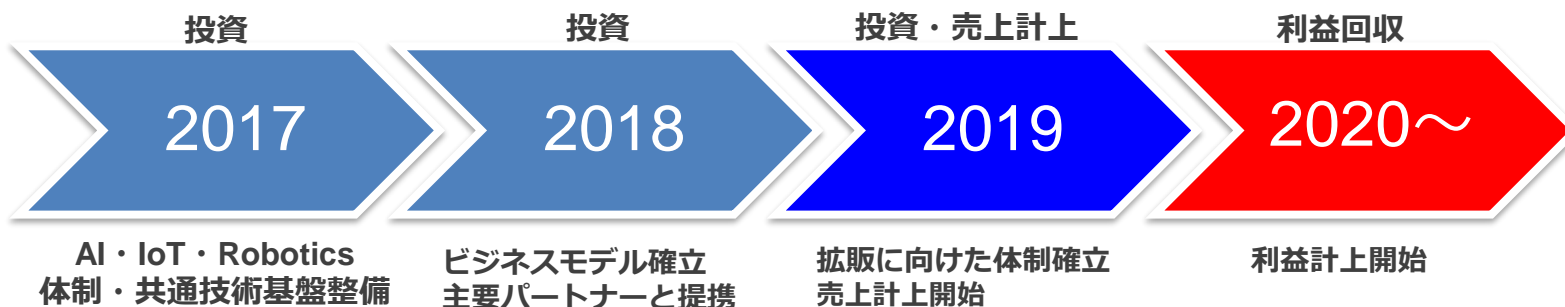 投資
投資
投資・売上計上
利益回収
2017
2018
2019
2020～
AI・IoT・Robotics
体制・共通技術基盤整備
ビジネスモデル確立
主要パートナーと提携
拡販に向けた体制確立
売上計上開始
利益計上開始